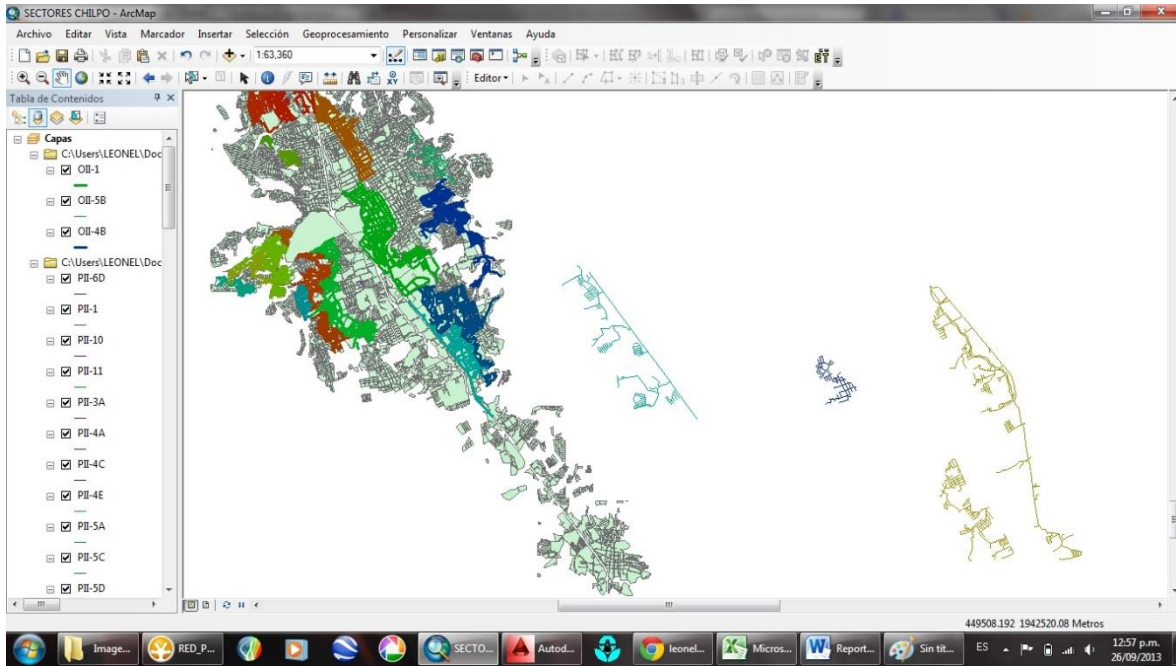 SECTORES CHILPO - ArcMap
Archivo Editar Vista Marcador Insertar Selección Geoprocesamiento Personalizar Ventanas Ayuda
1:63,360
Editor
Tabla de Contenidos
Capas
C:\Users\LEONEL\Doc
OII-1
OII-5B
OII-4B
C:\Users\LEONEL\Doc
PII-6D
PII-1
PII-10
PII-11
PII-3A
PII-4A
PII-4C
PII-4E
PII-5A
PII-5C
PII-5D
449508.192 1942520.08 Metros
Image... RED_P... SECTO... Autod... leonel... Micros... Report... Sin tít... ES 12:57 p.m.
26/09/2013